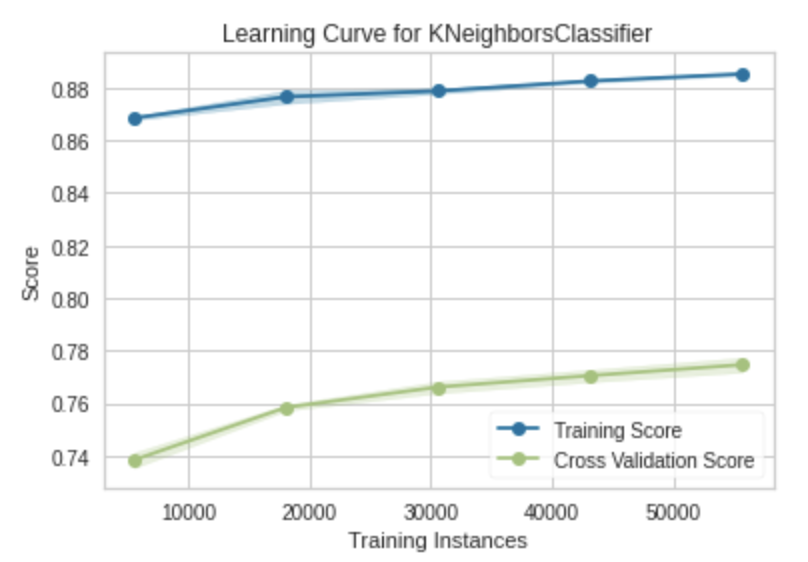 Learning Curve for KNeighborsClassifier
0.88
0.86
0.84
0.82
0.80
0.78
0.76
0.74
Score
Training Score
Cross Validation Score
10000 20000 30000 40000 50000
Training Instances